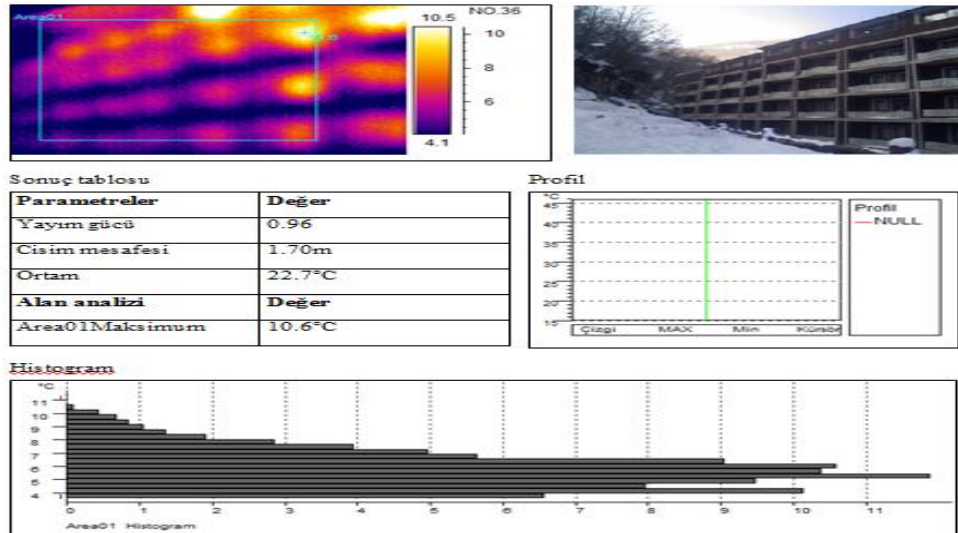 Area01
NO.36
10.5
10
8
6
4.1
Sonuç tablosu
Parametreler Değer
Yayım gücü 0.96
Cisim mesafesi 1.70m
Ortam 22.7°C
Alan analizi Değer
Area01Maksimum 10.6°C
Profil
°C
45
40
35
30
25
20
15
Çizgi MAX Min Kürsör
Profil
NULL
Histogram
°C
11
10
9
8
7
6
5
4
0 1 2 3 4 5 6 7 8 9 10 11
Area01 Histogram